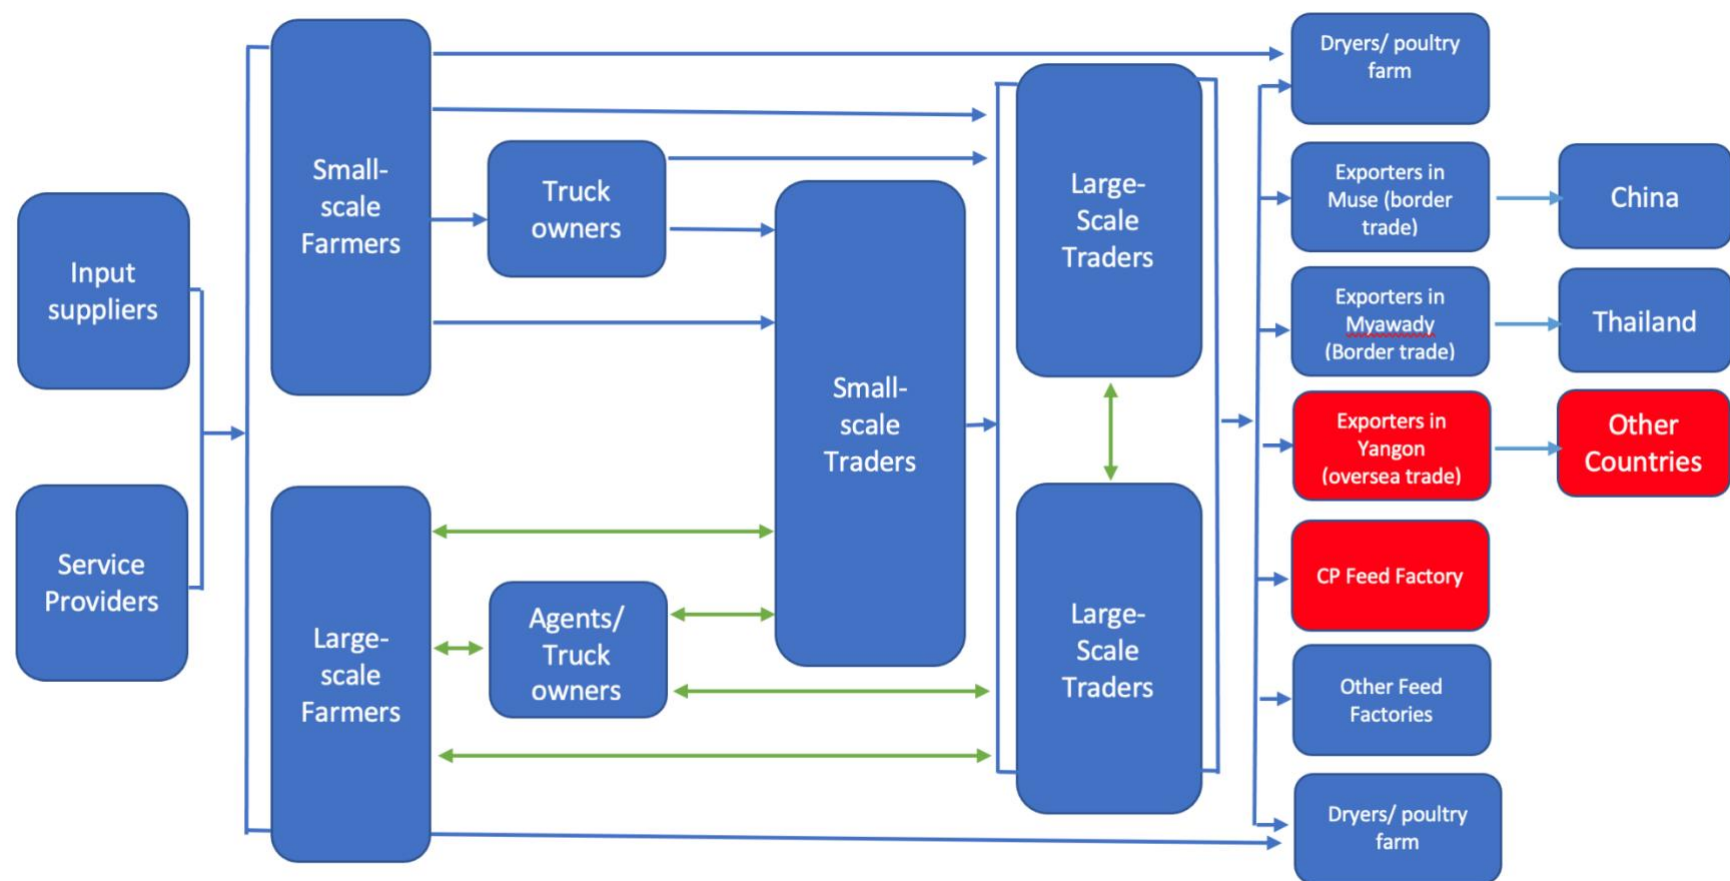 Input
suppliers
Service
Providers
Small-
scale
Farmers
Large-
scale
Farmers
Truck
owners
Agents/
Truck
owners
Small-
scale
Traders
Large-
Scale
Traders
Large-
Scale
Traders
Dryers/ poultry
farm
Exporters in
Muse (border
trade)
China
Exporters in
Myawady
(Border trade)
Thailand
Exporters in
Yangon
(oversea trade)
Other
Countries
CP Feed Factory
Other Feed
Factories
Dryers/ poultry
farm